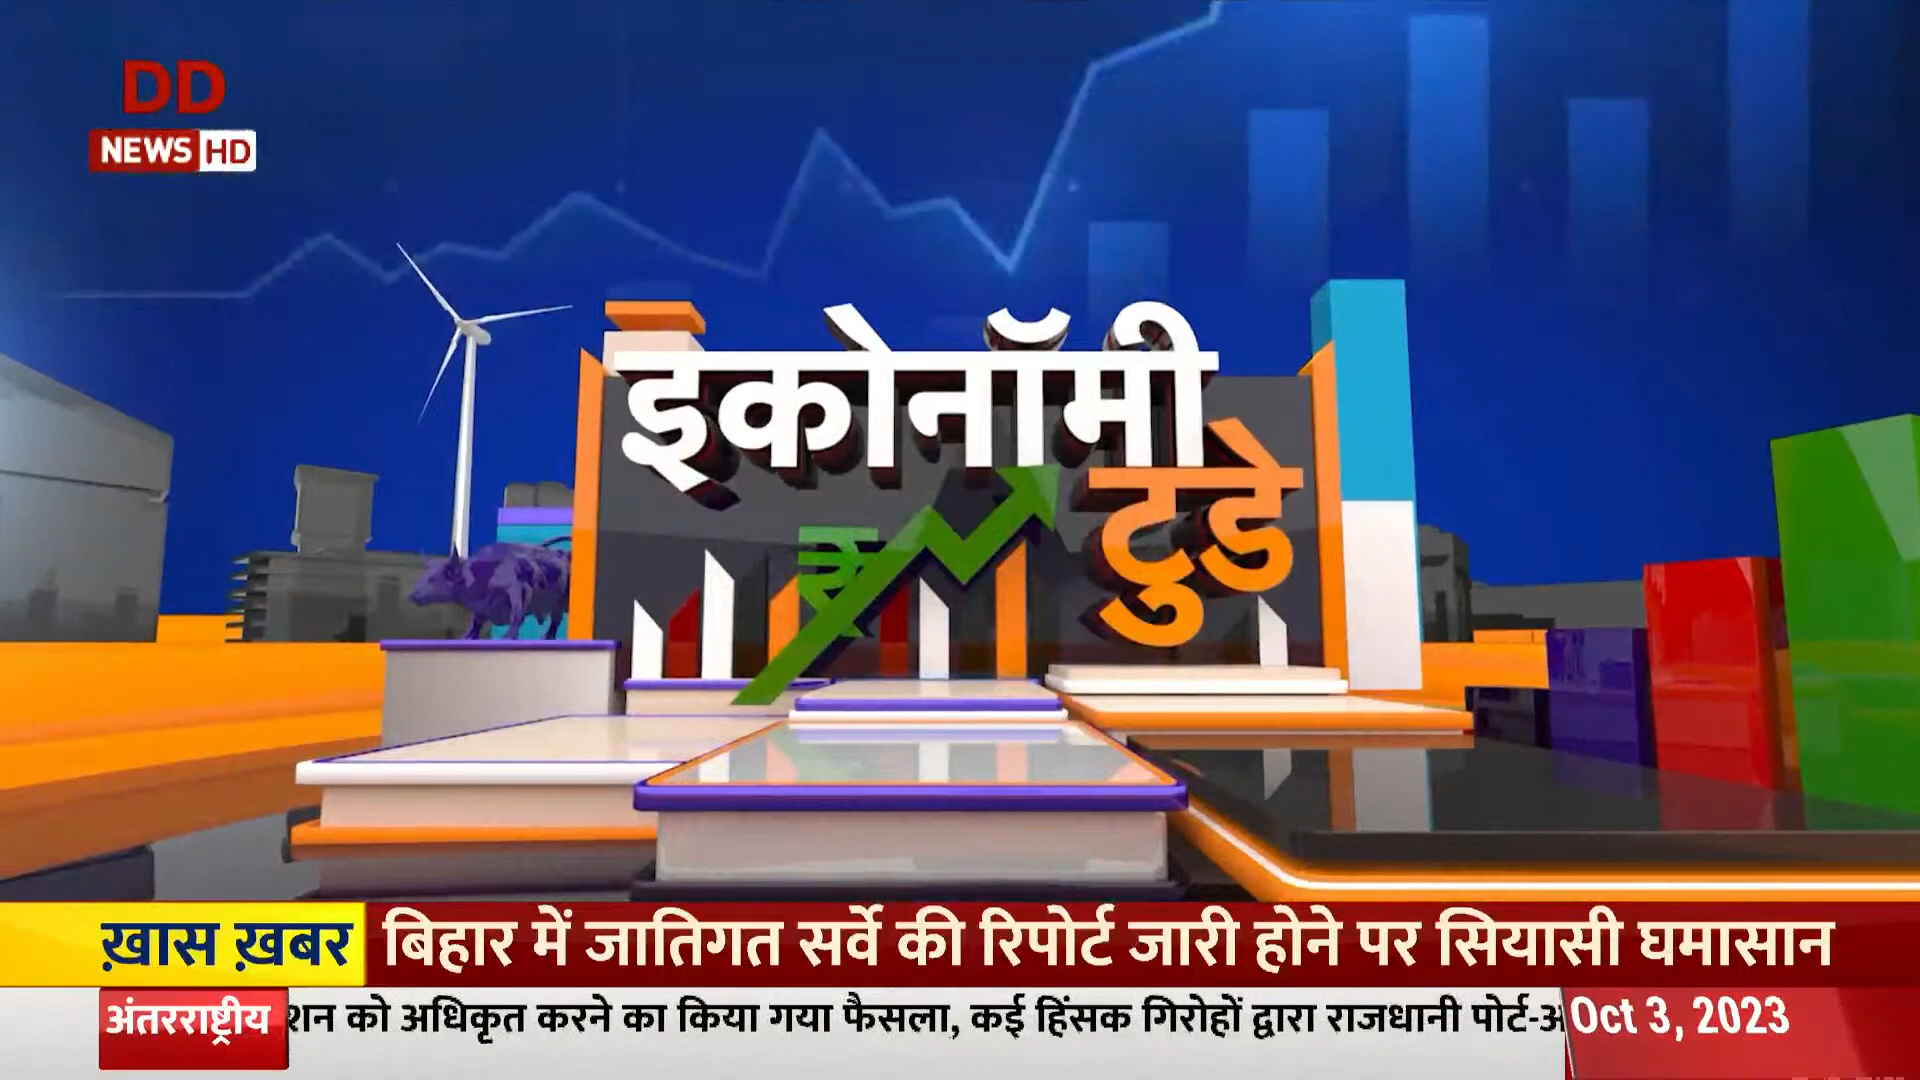 DD
NEWS HD
इकोनॉमी
टुडे
₹
ख़ास ख़बर बिहार में जातिगत सर्वे की रिपोर्ट जारी होने पर सियासी घमासान
अंतरराष्ट्रीय शन को अधिकृत करने का किया गया फैसला, कई हिंसक गिरोहों द्वारा राजधानी पोर्ट-अ Oct 3, 2023